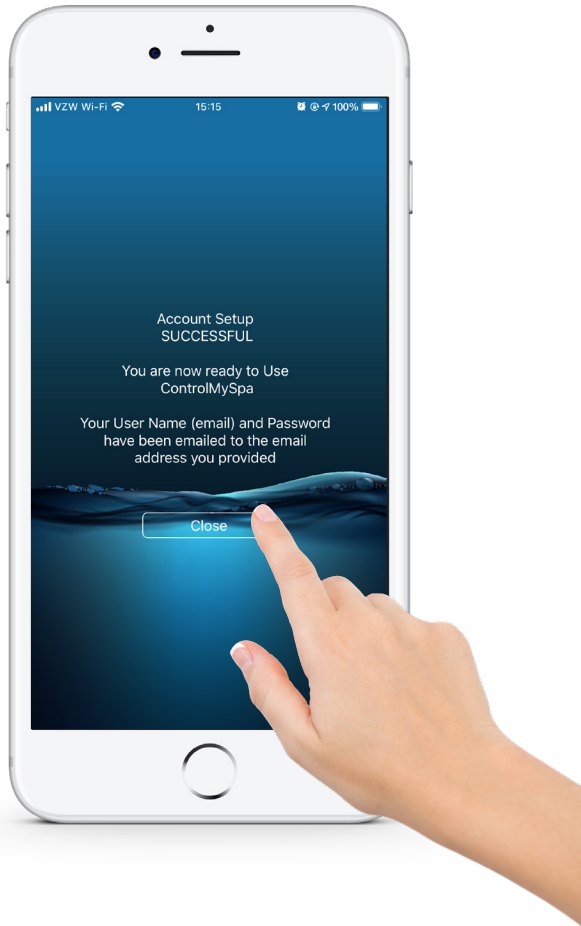 VZW Wi-Fi 15:15 100%
Account Setup
SUCCESSFUL
You are now ready to Use
ControlMySpa
Your User Name (email) and Password
have been emailed to the email
address you provided
Close